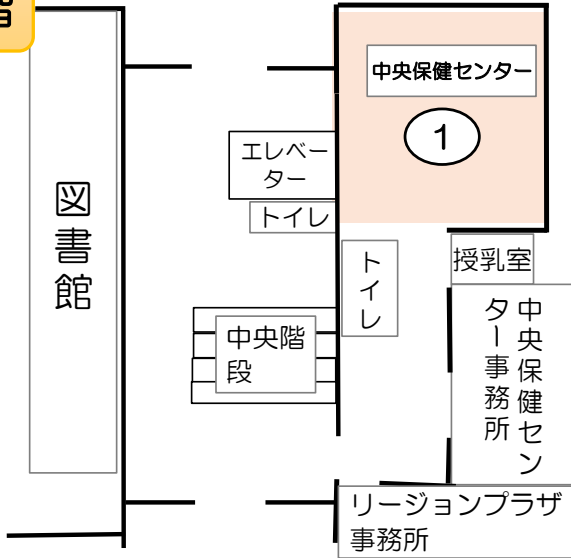 階
中央保健センター
1
エレベー
ター
トイレ
図書館
トイレ
授乳室
中央階
段
中央保健セン
ター事務所
リージョンプラザ
事務所